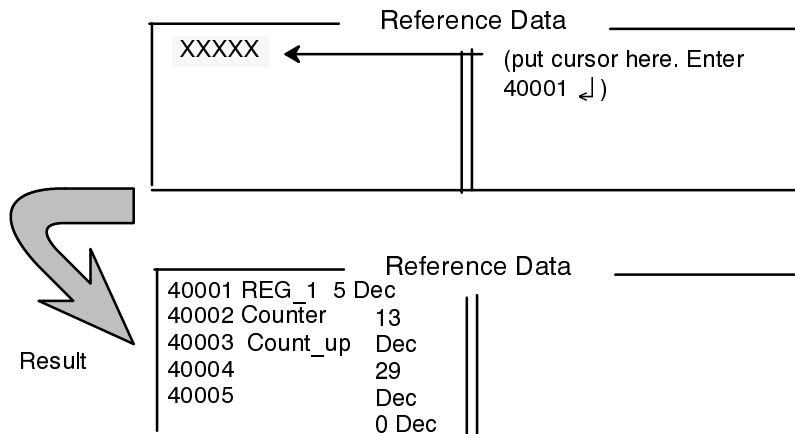 Reference Data
XXXXX
(put cursor here. Enter
40001 ↲)
Reference Data
40001 REG_1 5 Dec
40002 Counter 13
40003 Count_up Dec
40004 29
40005 Dec
0 Dec
Result